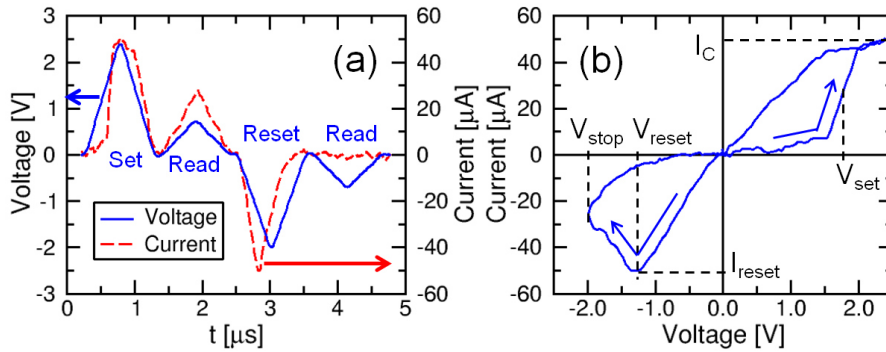 (a)
Voltage [V]
3
2
1
0
-1
-2
-3
Set
Read
Reset
Read
Voltage
Current
0
1
2
3
4
5
t [μs]
60
40
20
0
20
40
60
Current [μA]
(b)
Current [μA]
60
40
20
0
20
40
60
I_C
V_stop
V_reset
V_set
I_reset
-2.0
-1.0
0.0
1.0
2.0
Voltage [V]